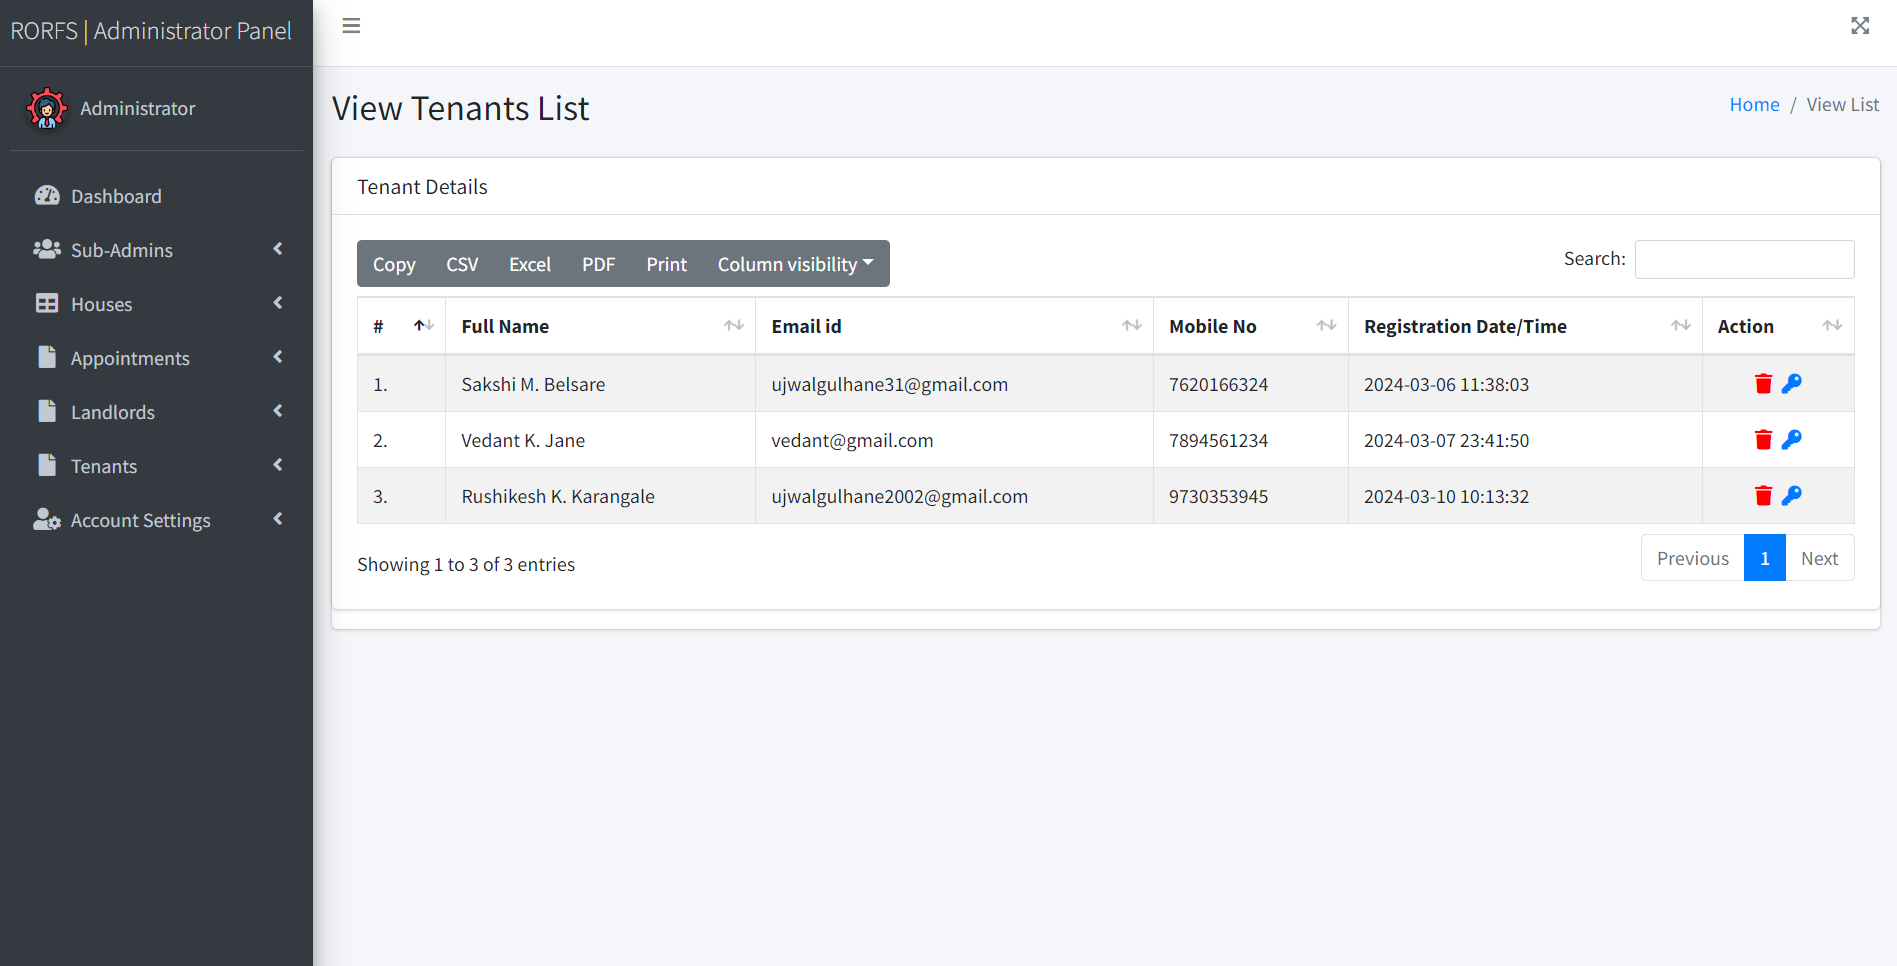 RORFS | Administrator Panel
Administrator
Dashboard
Sub-Admins
Houses
Appointments
Landlords
Tenants
Account Settings
View Tenants List
Home / View List
Tenant Details
Copy CSV Excel PDF Print Column visibility
Search:
# Full Name Email id Mobile No Registration Date/Time Action
1. Sakshi M. Belsare ujwalgulhane31@gmail.com 7620166324 2024-03-06 11:38:03
2. Vedant K. Jane vedant@gmail.com 7894561234 2024-03-07 23:41:50
3. Rushikesh K. Karangale ujwalgulhane2002@gmail.com 9730353945 2024-03-10 10:13:32
Showing 1 to 3 of 3 entries
Previous 1 Next